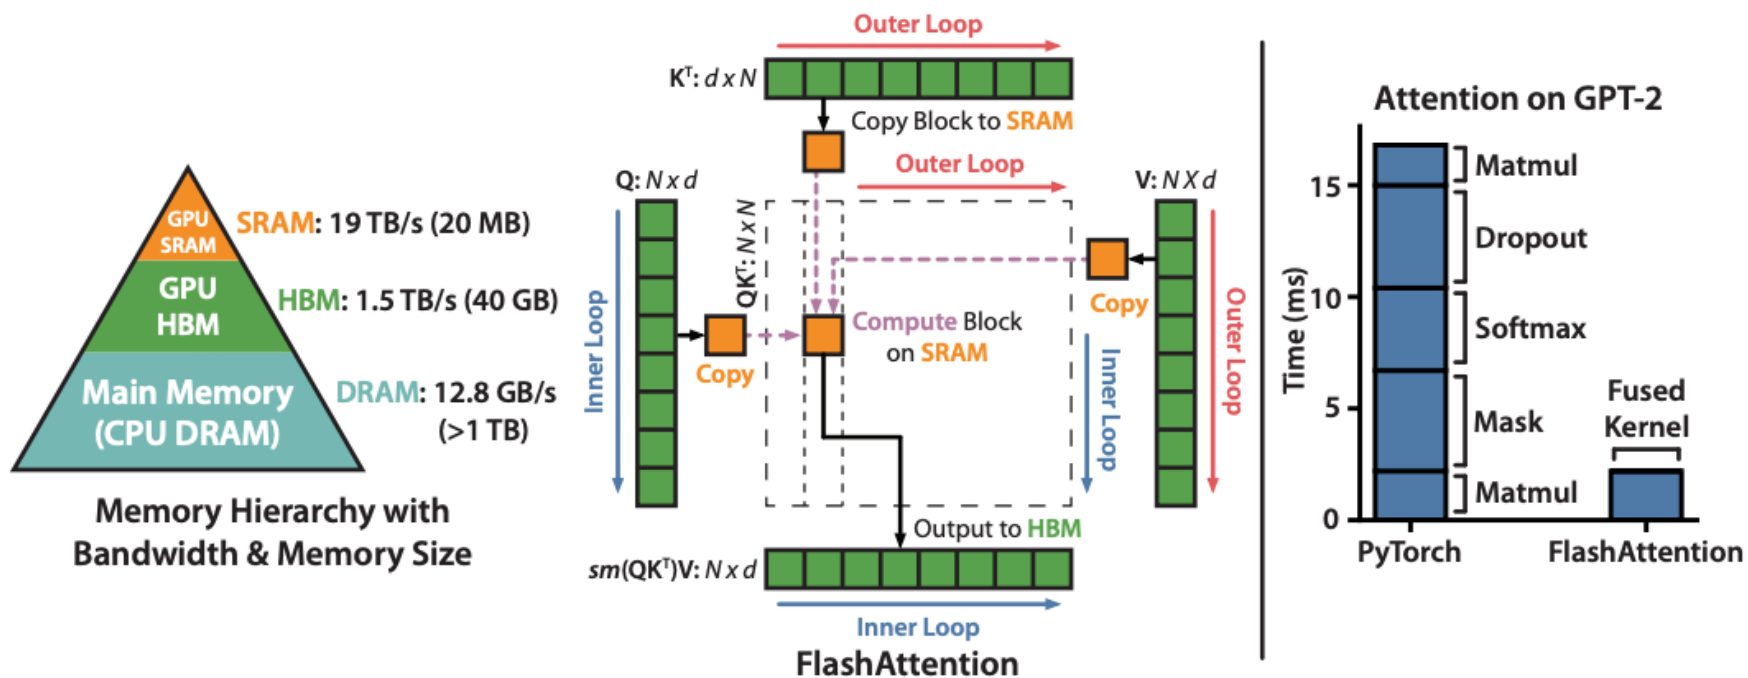 GPU
SRAM
GPU
HBM
Main Memory
(CPU DRAM)
SRAM: 19 TB/s (20 MB)
HBM: 1.5 TB/s (40 GB)
DRAM: 12.8 GB/s
(>1 TB)
Memory Hierarchy with
Bandwidth & Memory Size
Outer Loop
Kᵀ: d x N
Copy Block to SRAM
Outer Loop
Q: N x d
V: N X d
QKᵀ: N x N
Inner Loop
Copy
Compute Block
on SRAM
Copy
Inner Loop
Outer Loop
Output to HBM
sm(QKᵀ)V: N x d
Inner Loop
FlashAttention
Attention on GPT-2
Time (ms)
15
10
5
0
Matmul
Dropout
Softmax
Mask
Matmul
Fused
Kernel
PyTorch
FlashAttention